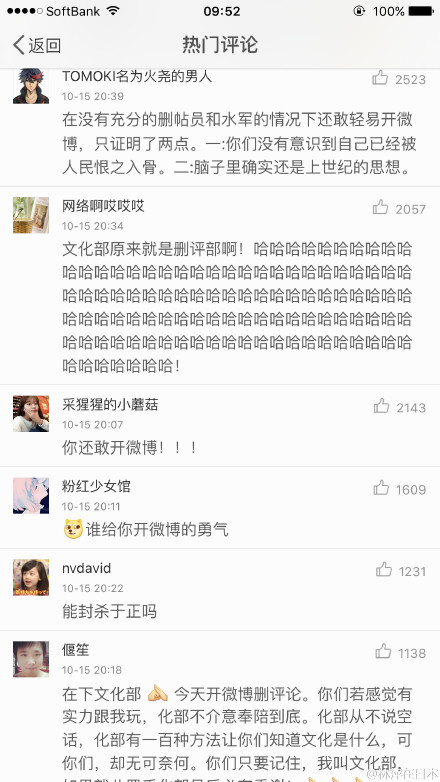 ●●●●○ SoftBank 09:52 100%
返回 热门评论
TOMOKI名为火尧的男人 2523
10-15 20:39
在没有充分的删帖员和水军的情况下还敢轻易开微
博，只证明了两点。一:你们没有意识到自己已经被
人民恨之入骨。二:脑子里确实还是上世纪的思想。
网络啊哎哎哎 2057
10-15 20:34
文化部原来就是删评部啊！哈哈哈哈哈哈哈哈哈哈
哈哈哈哈哈哈哈哈哈哈哈哈哈哈哈哈哈哈哈哈哈哈
哈哈哈哈哈哈哈哈哈哈哈哈哈哈哈哈哈哈哈哈哈哈
哈哈哈哈哈哈哈哈哈哈哈哈哈哈哈哈哈哈哈哈哈哈
哈哈哈哈哈哈哈哈哈哈哈哈哈哈哈哈哈哈哈哈哈哈
哈哈哈哈哈哈哈！
采猩猩的小蘑菇 2143
10-15 20:07
你还敢开微博！！！
粉红少女馆 1609
10-15 20:11
谁给你开微博的勇气
nvdavid 1231
10-15 20:22
能封杀于正吗
偃笙 1138
10-15 20:18
在下文化部 今天开微博删评论。你们若感觉有
实力跟我玩，化部不介意奉陪到底。化部从不说空
话，化部有一百种方法让你们知道文化是什么，可
你们，却无可奈何。你们只要记住，我叫文化部，
@林萍在日本